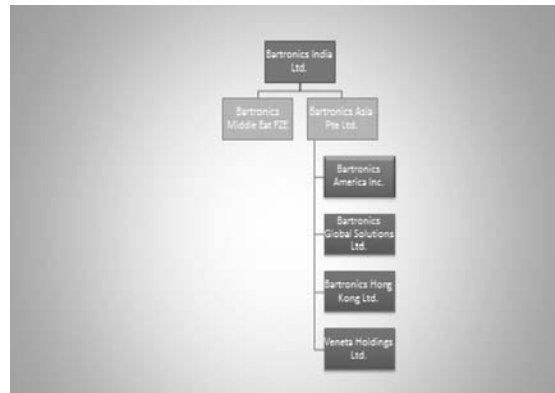 Bartronics India
Ltd.
Bartronics
Middle Eat FZE
Bartronics Asia
Pte Ltd.
Bartronics
America Inc.
Bartronics
Global Solutions
Ltd.
Bartronics Hong
Kong Ltd.
Veneta Holdings
Ltd.